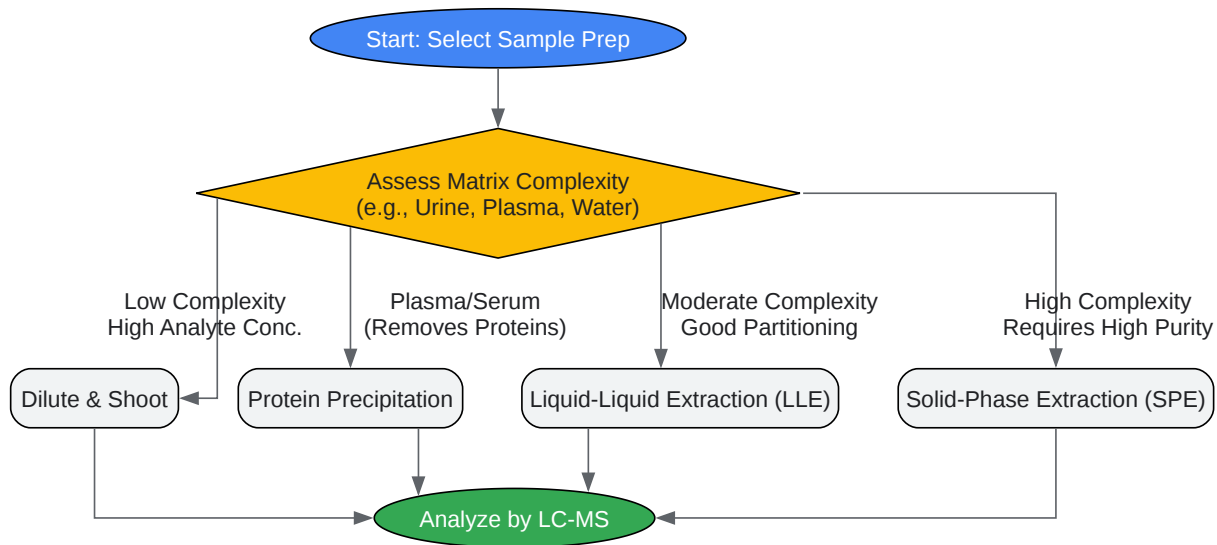 Start: Select Sample Prep
Assess Matrix Complexity
(e.g., Urine, Plasma, Water)
Low Complexity
High Analyte Conc.
Plasma/Serum
(Removes Proteins)
Moderate Complexity
Good Partitioning
High Complexity
Requires High Purity
Dilute & Shoot
Protein Precipitation
Liquid-Liquid Extraction (LLE)
Solid-Phase Extraction (SPE)
Analyze by LC-MS